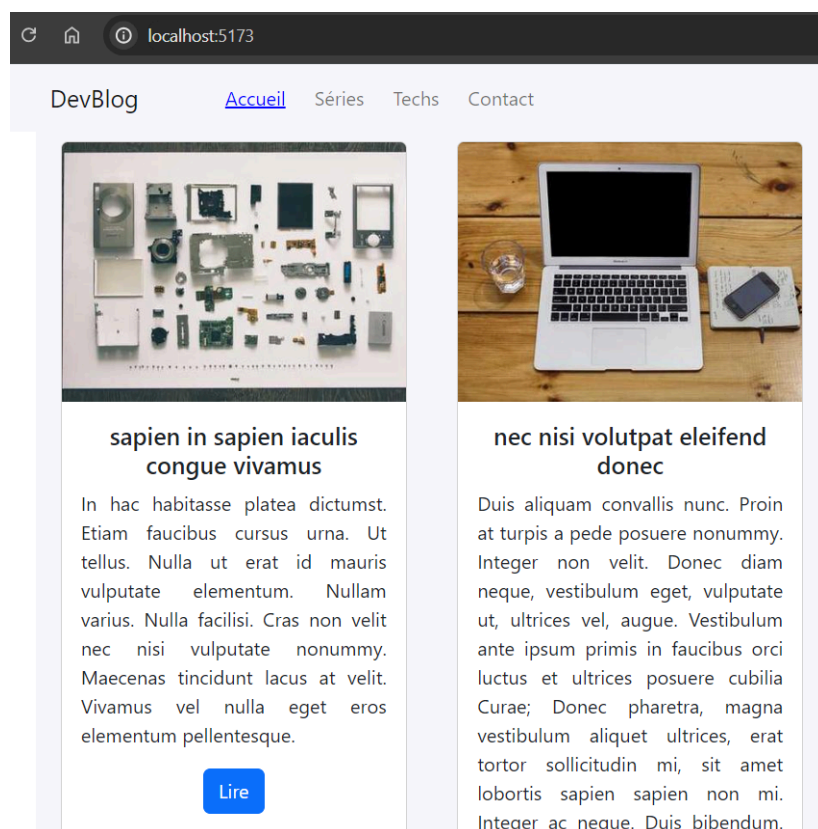 localhost:5173
DevBlog Accueil Séries Techs Contact
sapien in sapien iaculis
congue vivamus
In hac habitasse platea dictumst.
Etiam faucibus cursus urna. Ut
tellus. Nulla ut erat id mauris
vulputate elementum. Nullam
varius. Nulla facilisi. Cras non velit
nec nisi vulputate nonummy.
Maecenas tincidunt lacus at velit.
Vivamus vel nulla eget eros
elementum pellentesque.
Lire
nec nisi volutpat eleifend
donec
Duis aliquam convallis nunc. Proin
at turpis a pede posuere nonummy.
Integer non velit. Donec diam
neque, vestibulum eget, vulputate
ut, ultrices vel, augue. Vestibulum
ante ipsum primis in faucibus orci
luctus et ultrices posuere cubilia
Curae; Donec pharetra, magna
vestibulum aliquet ultrices, erat
tortor sollicitudin mi, sit amet
lobortis sapien sapien non mi.
Integer ac neque. Duis bibendum.